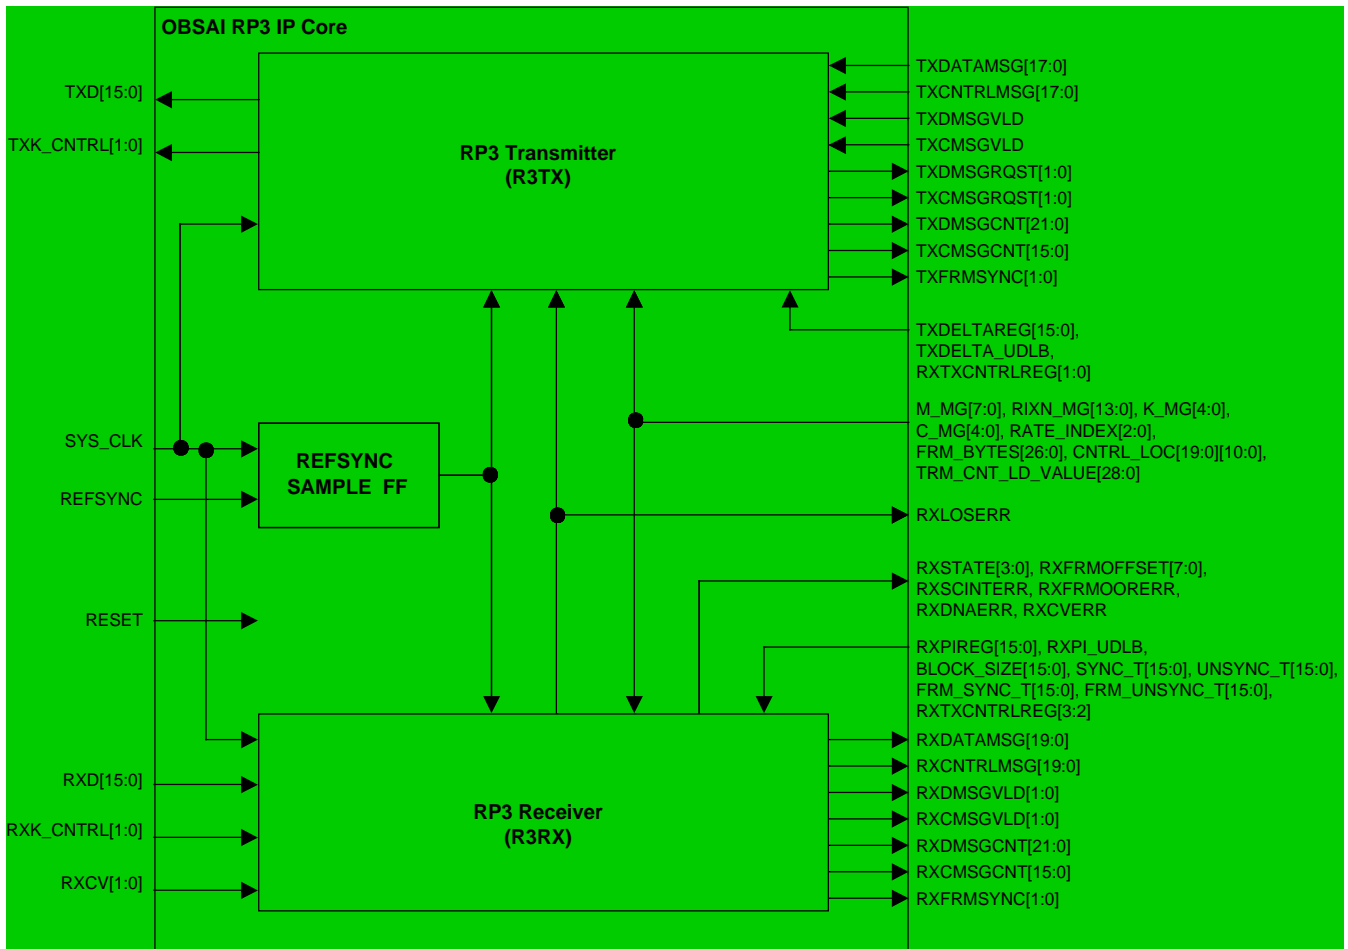 OBSAI RP3 IP Core
TXD[15:0]
TXK_CNTRL[1:0]
RP3 Transmitter
(R3TX)
TXDATAMSG[17:0]
TXCNTRLMSG[17:0]
TXDMSGVLD
TXCMSGVLD
TXDMSGRQST[1:0]
TXCMSGRQST[1:0]
TXDMSGCNT[21:0]
TXCMSGCNT[15:0]
TXFRMSYNC[1:0]
TXDELTAREG[15:0],
TXDELTA_UDLB,
RXTXCNTRLREG[1:0]
M_MG[7:0], RIXN_MG[13:0], K_MG[4:0],
C_MG[4:0], RATE_INDEX[2:0],
FRM_BYTES[26:0], CNTRL_LOC[19:0][10:0],
TRM_CNT_LD_VALUE[28:0]
SYS_CLK
REFSYNC
REFSYNC
SAMPLE FF
RXLOSERR
RESET
RXSTATE[3:0], RXFRMOFFSET[7:0],
RXSCINTERR, RXFRMOORERR,
RXDNAERR, RXCVERR
RXPIREG[15:0], RXPI_UDLB,
BLOCK_SIZE[15:0], SYNC_T[15:0], UNSYNC_T[15:0],
FRM_SYNC_T[15:0], FRM_UNSYNC_T[15:0],
RXTXCNTRLREG[3:2]
RXD[15:0]
RXK_CNTRL[1:0]
RXCV[1:0]
RP3 Receiver
(R3RX)
RXDATAMSG[19:0]
RXCNTRLMSG[19:0]
RXDMSGVLD[1:0]
RXCMSGVLD[1:0]
RXDMSGCNT[21:0]
RXCMSGCNT[15:0]
RXFRMSYNC[1:0]